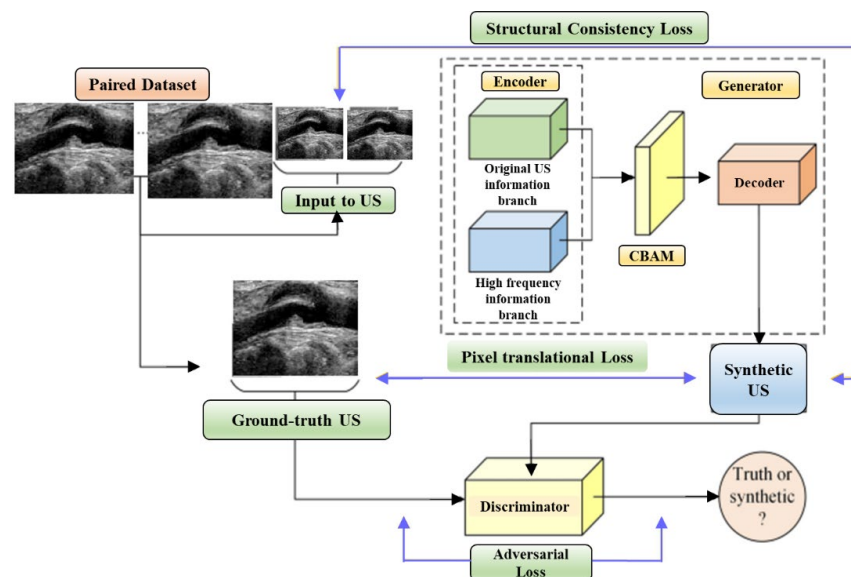 Structural Consistency Loss
Paired Dataset
Encoder
Generator
Original US
information
branch
Decoder
Input to US
CBAM
High frequency
information
branch
Pixel translational Loss
Synthetic
US
Ground-truth US
Discriminator
Truth or
synthetic
?
Adversarial
Loss